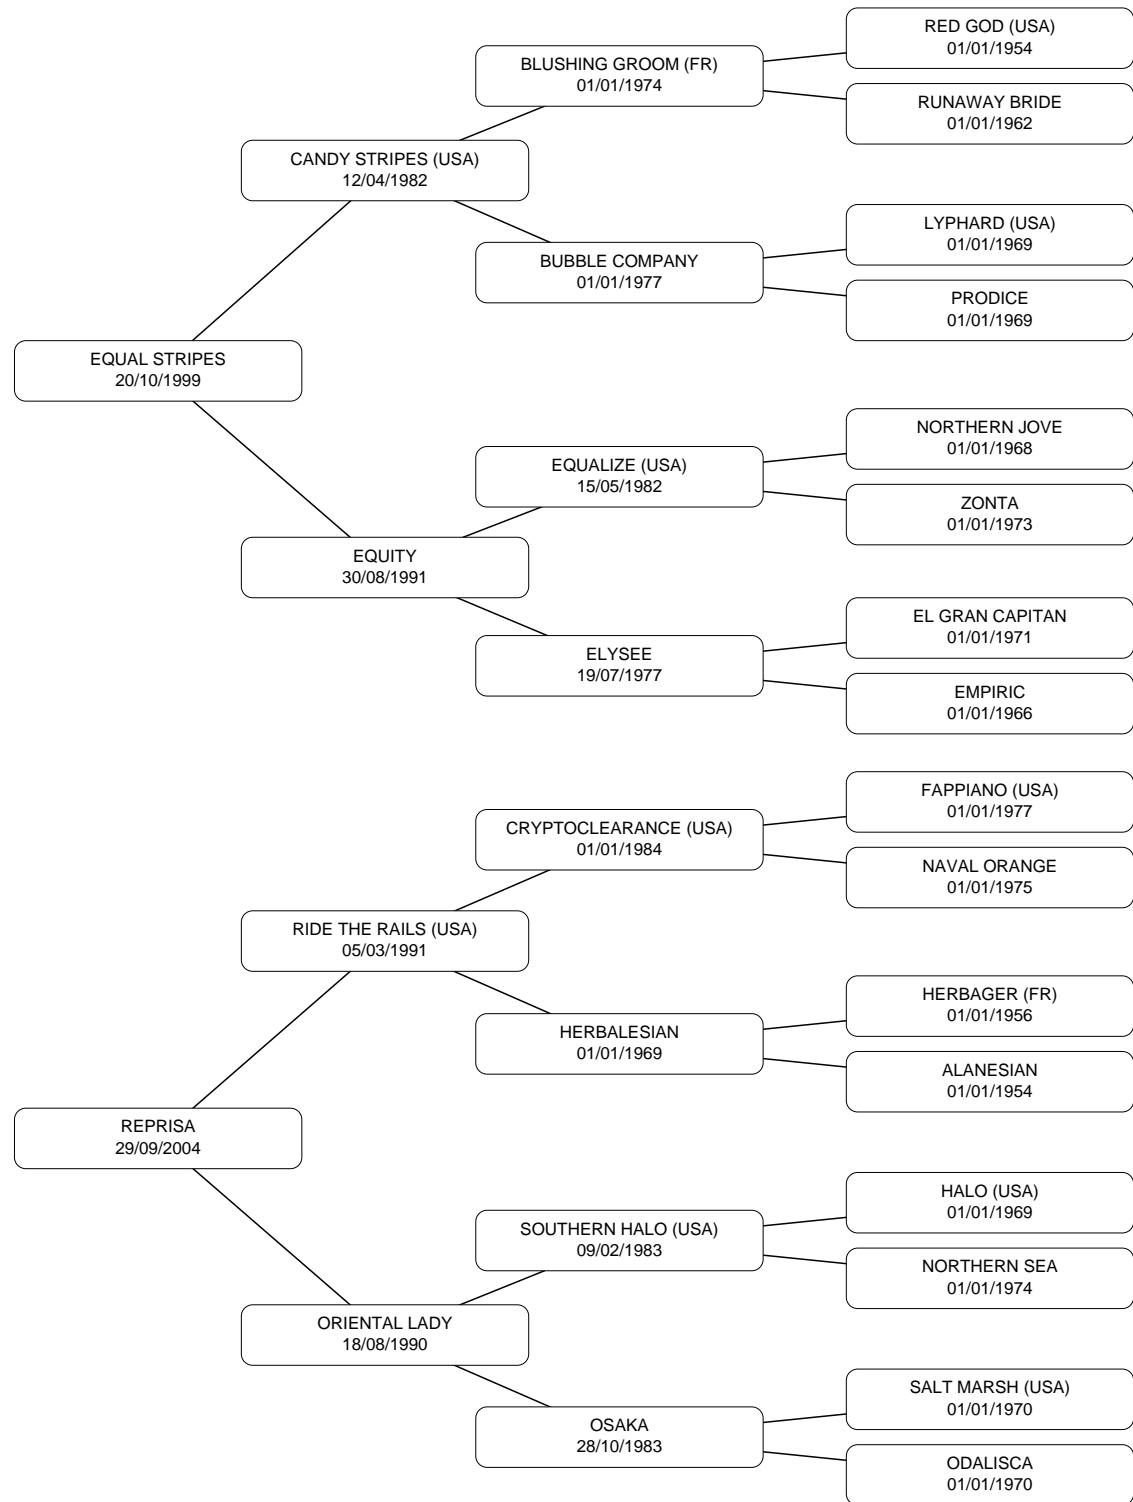 RED GOD (USA)
01/01/1954
BLUSHING GROOM (FR)
01/01/1974
RUNAWAY BRIDE
01/01/1962
CANDY STRIPES (USA)
12/04/1982
LYPHARD (USA)
01/01/1969
BUBBLE COMPANY
01/01/1977
PRODICE
01/01/1969
EQUAL STRIPES
20/10/1999
NORTHERN JOVE
01/01/1968
EQUALIZE (USA)
15/05/1982
ZONTA
01/01/1973
EQUITY
30/08/1991
EL GRAN CAPITAN
01/01/1971
ELYSEE
19/07/1977
EMPIRIC
01/01/1966
FAPPIANO (USA)
01/01/1977
CRYPTOCLEARANCE (USA)
01/01/1984
NAVAL ORANGE
01/01/1975
RIDE THE RAILS (USA)
05/03/1991
HERBAGER (FR)
01/01/1956
HERBALESIAN
01/01/1969
ALANESIAN
01/01/1954
REPRISA
29/09/2004
HALO (USA)
01/01/1969
SOUTHERN HALO (USA)
09/02/1983
NORTHERN SEA
01/01/1974
ORIENTAL LADY
18/08/1990
SALT MARSH (USA)
01/01/1970
OSAKA
28/10/1983
ODALISCA
01/01/1970